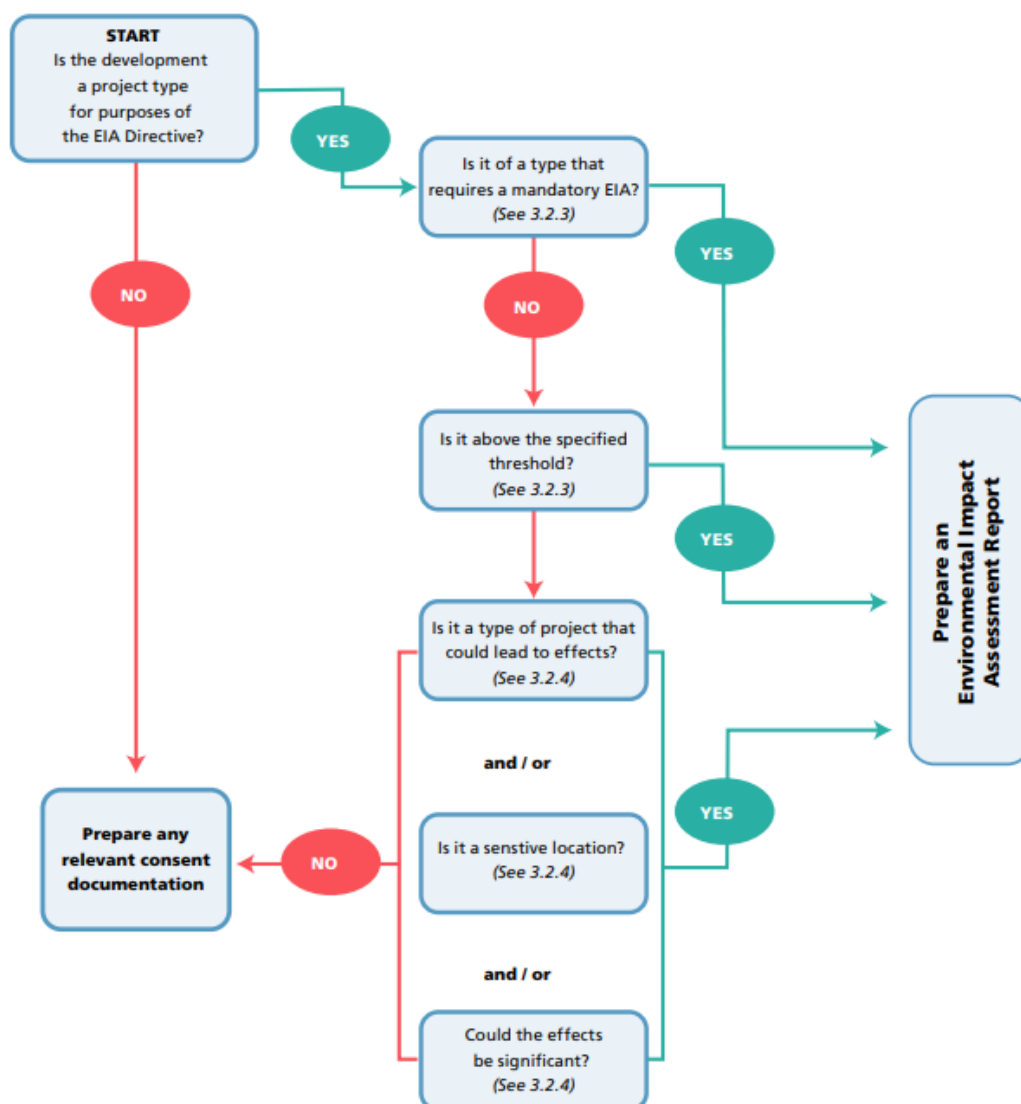 START
Is the development
a project type
for purposes of
the EIA Directive?
YES
Is it of a type that
requires a mandatory EIA?
(See 3.2.3)
YES
NO
NO
Is it above the specified
threshold?
(See 3.2.3)
YES
Prepare an
Environmental Impact
Assessment Report
Is it a type of project that
could lead to effects?
(See 3.2.4)
and / or
YES
Prepare any
relevant consent
documentation
NO
Is it a senstive location?
(See 3.2.4)
and / or
Could the effects
be significant?
(See 3.2.4)